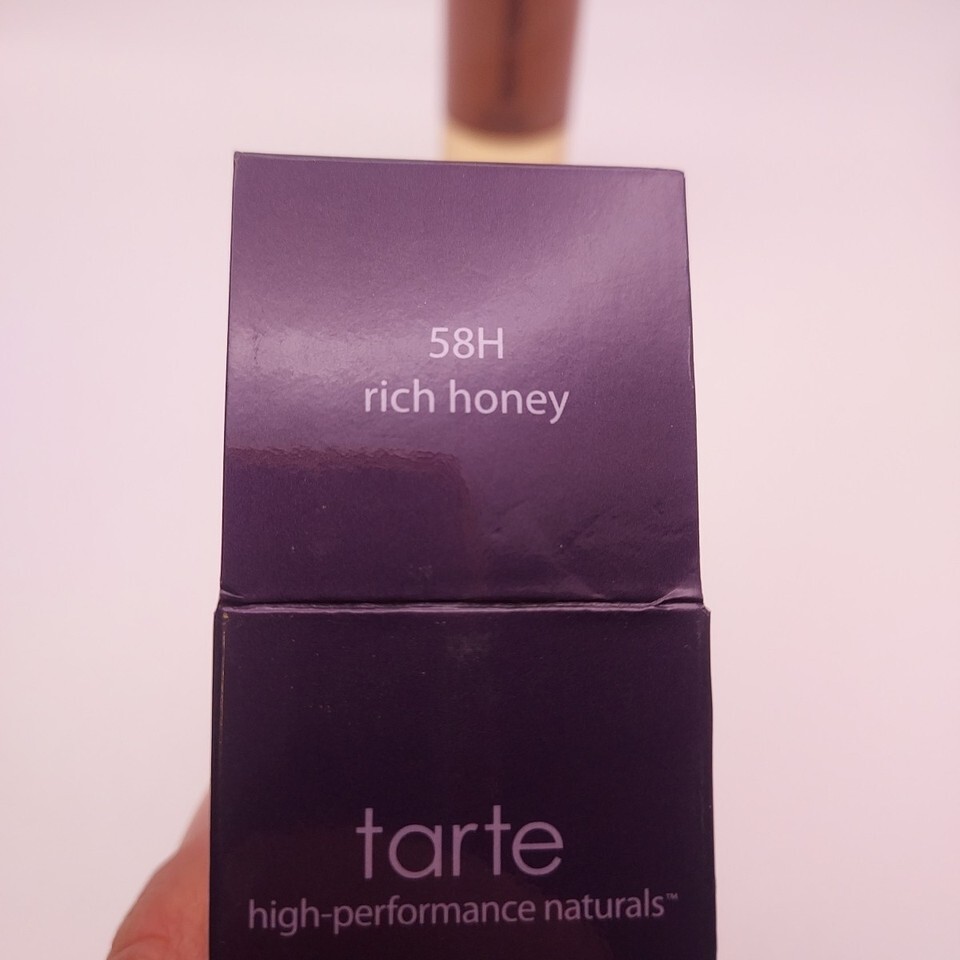 58H
rich honey
tarte
high-performance naturals™